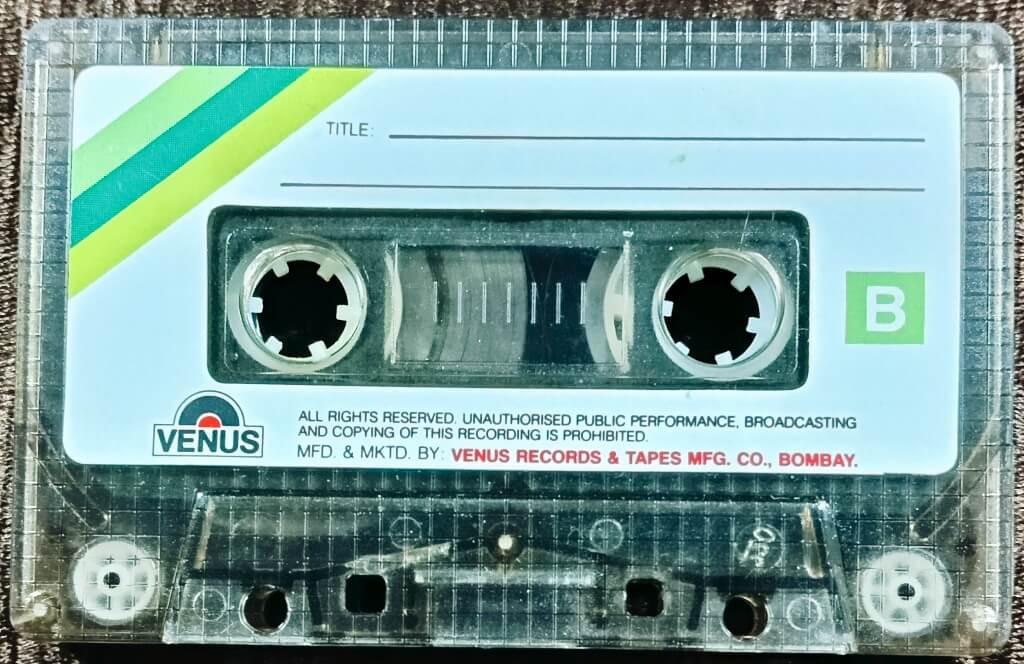 TITLE:
B
VENUS
ALL RIGHTS RESERVED. UNAUTHORISED PUBLIC PERFORMANCE, BROADCASTING
AND COPYING OF THIS RECORDING IS PROHIBITED.
MFD. & MKTD. BY: VENUS RECORDS & TAPES MFG. CO., BOMBAY.